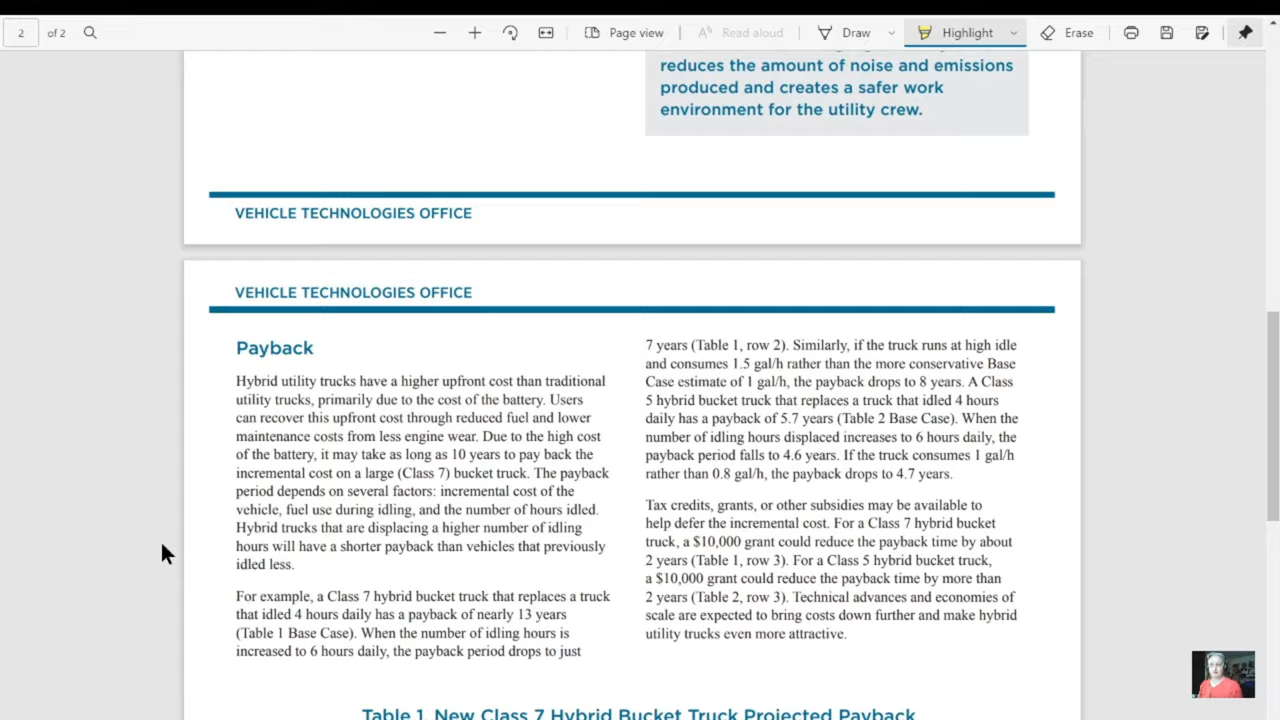 2 of 2
Page view
Read aloud
Draw
Highlight
Erase
reduces the amount of noise and emissions
produced and creates a safer work
environment for the utility crew.
VEHICLE TECHNOLOGIES OFFICE
VEHICLE TECHNOLOGIES OFFICE
Payback
Hybrid utility trucks have a higher upfront cost than traditional
utility trucks, primarily due to the cost of the battery. Users
can recover this upfront cost through reduced fuel and lower
maintenance costs from less engine wear. Due to the high cost
of the battery, it may take as long as 10 years to pay back the
incremental cost on a large (Class 7) bucket truck. The payback
period depends on several factors: incremental cost of the
vehicle, fuel use during idling, and the number of hours idled.
Hybrid trucks that are displacing a higher number of idling
hours will have a shorter payback than vehicles that previously
idled less.
For example, a Class 7 hybrid bucket truck that replaces a truck
that idled 4 hours daily has a payback of nearly 13 years
(Table 1 Base Case). When the number of idling hours is
increased to 6 hours daily, the payback period drops to just
7 years (Table 1, row 2). Similarly, if the truck runs at high idle
and consumes 1.5 gal/h rather than the more conservative Base
Case estimate of 1 gal/h, the payback drops to 8 years. A Class
5 hybrid bucket truck that replaces a truck that idled 4 hours
daily has a payback of 5.7 years (Table 2 Base Case). When the
number of idling hours displaced increases to 6 hours daily, the
payback period falls to 4.6 years. If the truck consumes 1 gal/h
rather than 0.8 gal/h, the payback drops to 4.7 years.
Tax credits, grants, or other subsidies may be available to
help defer the incremental cost. For a Class 7 hybrid bucket
truck, a $10,000 grant could reduce the payback time by about
2 years (Table 1, row 3). For a Class 5 hybrid bucket truck,
a $10,000 grant could reduce the payback time by more than
2 years (Table 2, row 3). Technical advances and economies of
scale are expected to bring costs down further and make hybrid
utility trucks even more attractive.
Table 1. New Class 7 Hybrid Bucket Truck Projected Payback